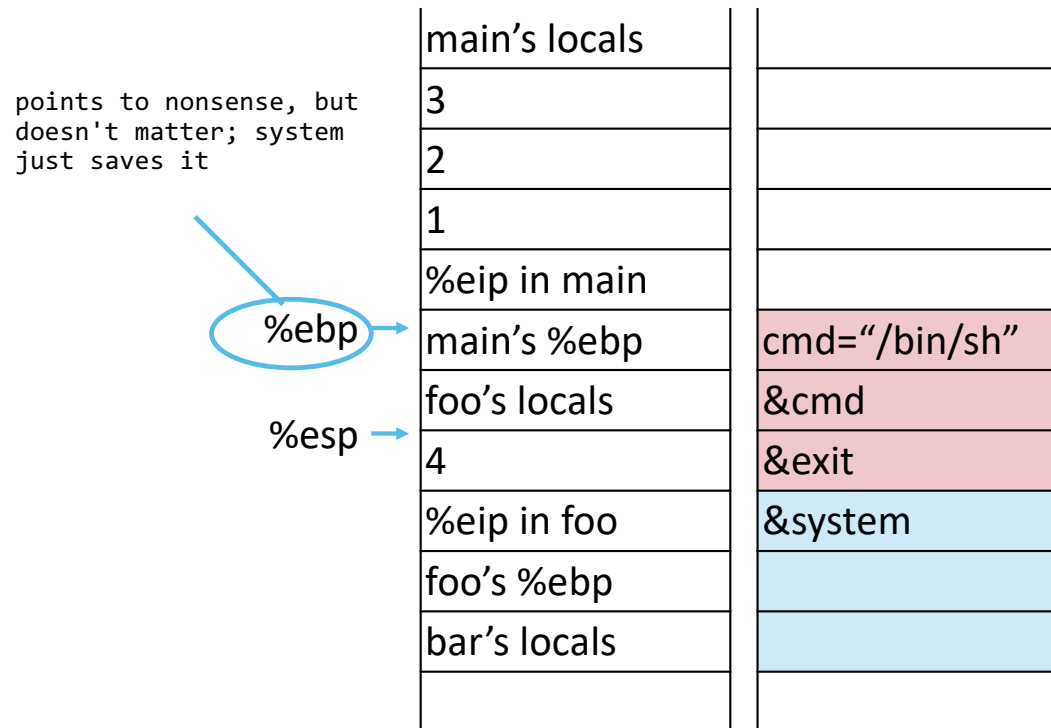 main’s locals
points to nonsense, but
doesn't matter; system
just saves it
3
2
1
%eip in main
%ebp
main’s %ebp
cmd=“/bin/sh”
foo’s locals
&cmd
%esp
4
&exit
%eip in foo
&system
foo’s %ebp
bar’s locals